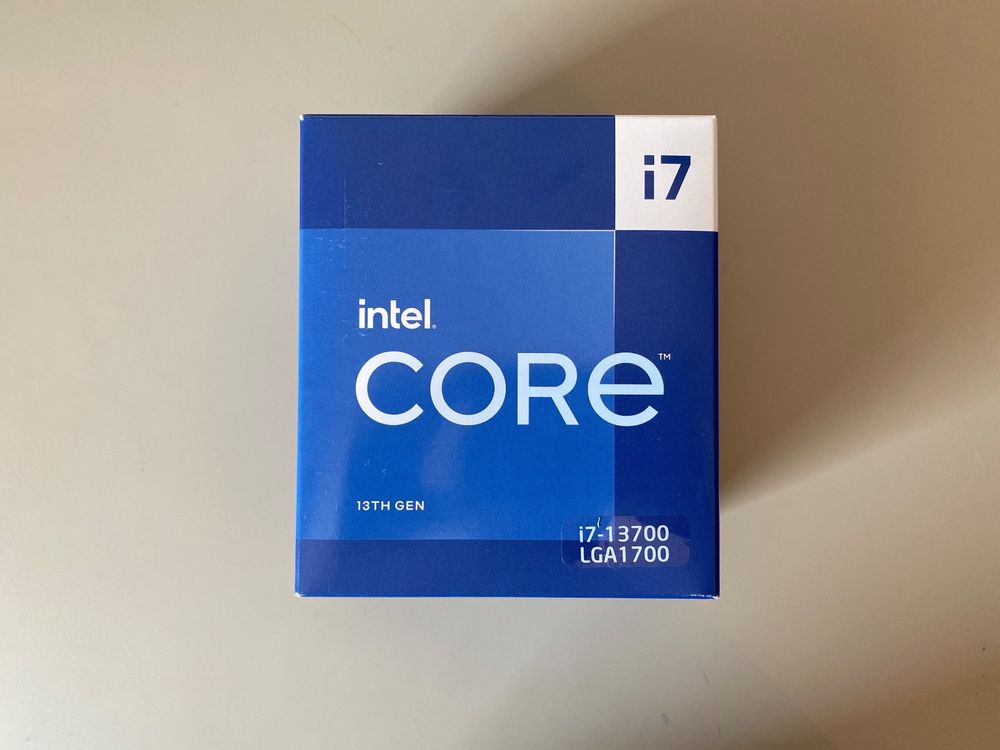 i7
intel.
CORE™
13TH GEN
i7-13700
LGA1700